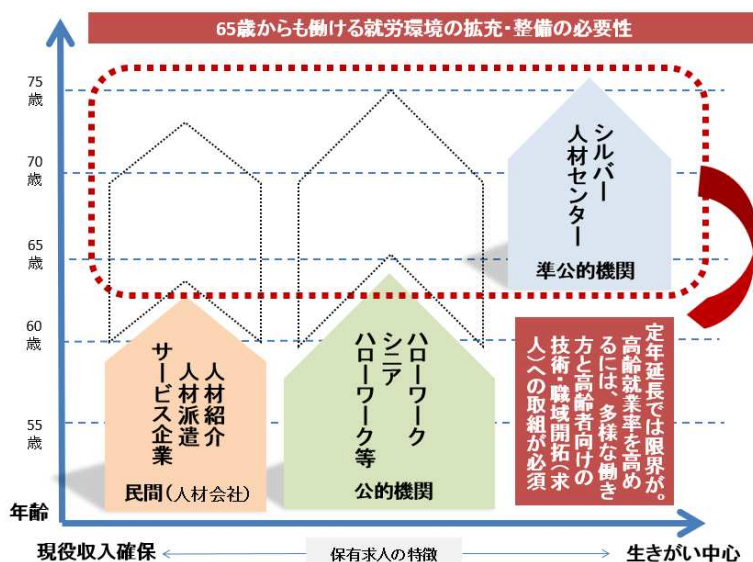 65歳からも働ける就労環境の拡充・整備の必要性
75
歳
70
歳
65
歳
60
歳
55
歳
年齢
シルバー
人材センター
準公的機関
人材紹介
人材派遣
サービス企業
民間(人材会社)
ハローワーク
シニア
ハローワーク等
公的機関
定年延長では限界が。
高齢就業率を高め
るには、多様な働き
方と高齢者向けの
技術・職域開拓(求
人)への取組が必須
現役収入確保
保有求人の特徴
生きがい中心